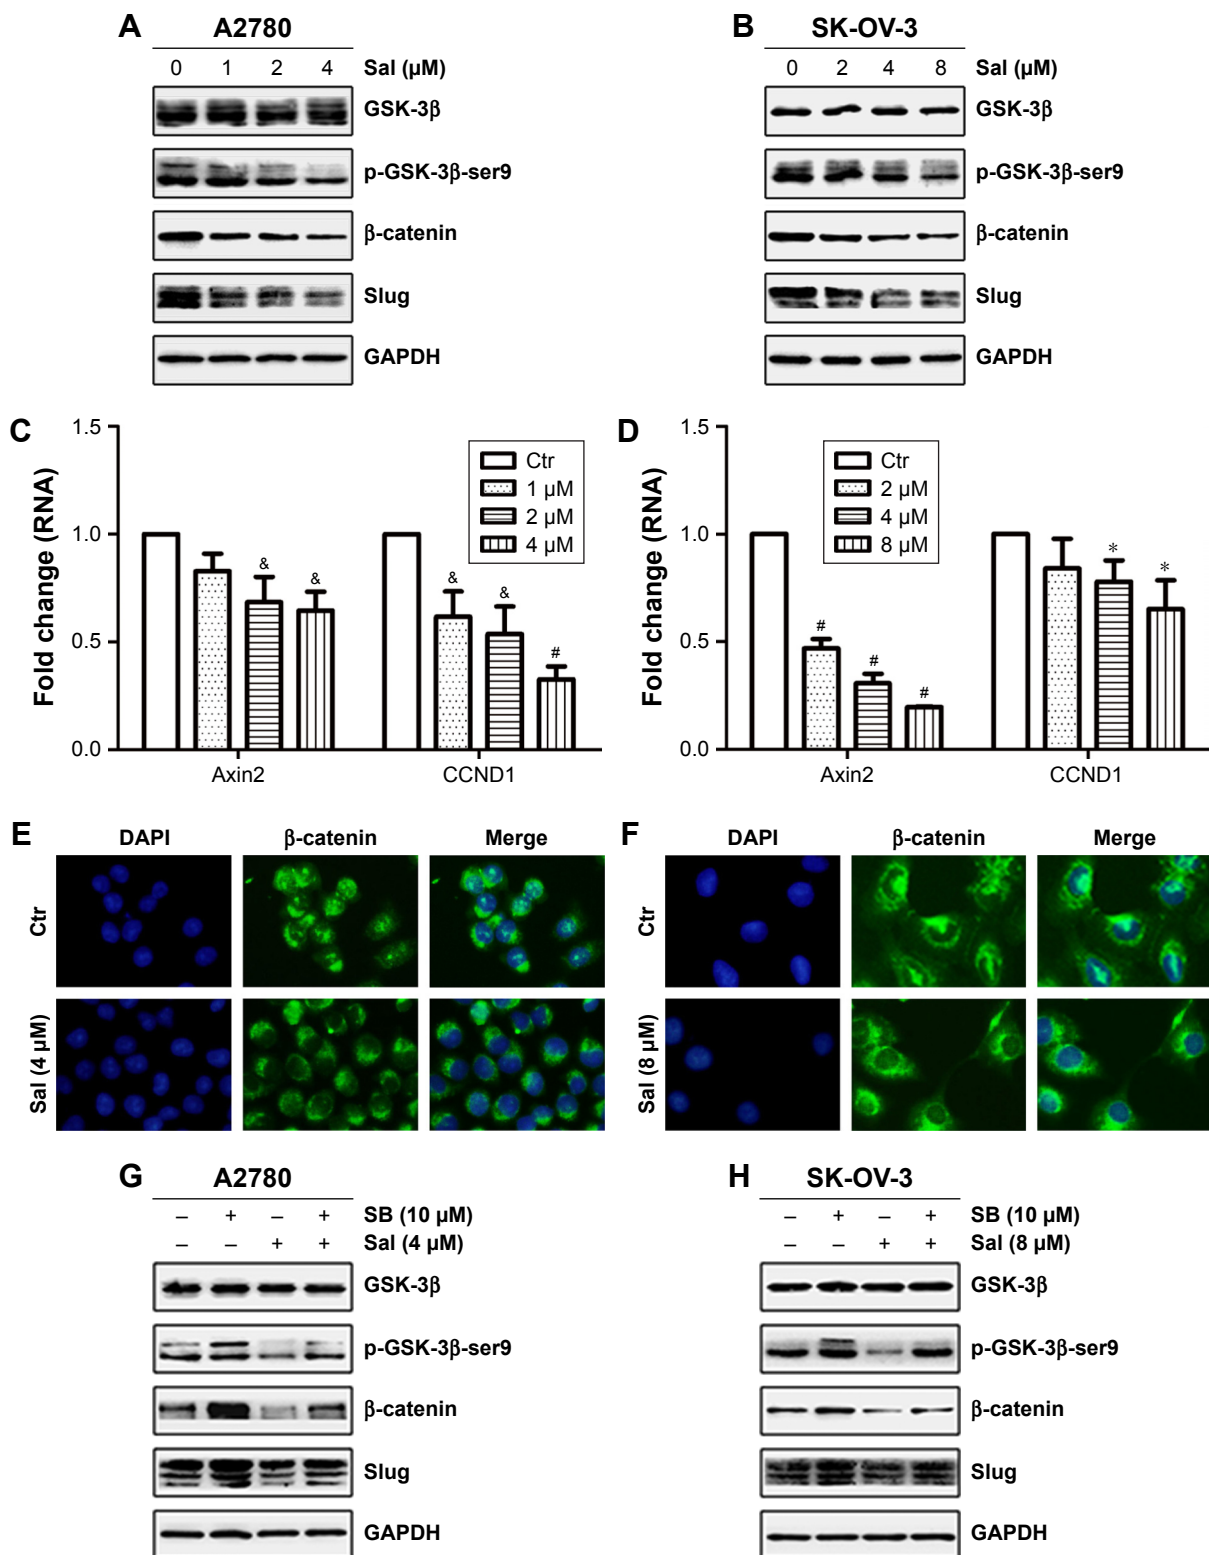 A
A2780
0 1 2 4 Sal (μM)
GSK-3β
p-GSK-3β-ser9
β-catenin
Slug
GAPDH
B
SK-OV-3
0 2 4 8 Sal (μM)
GSK-3β
p-GSK-3β-ser9
β-catenin
Slug
GAPDH
C
Fold change (RNA)
1.5
1.0
0.5
0.0
Ctr
1 μM
2 μM
4 μM
& & & & #
Axin2 CCND1
D
Fold change (RNA)
1.5
1.0
0.5
0.0
Ctr
2 μM
4 μM
8 μM
# # # * *
Axin2 CCND1
E
DAPI β-catenin Merge
Ctr
Sal (4 μM)
F
DAPI β-catenin Merge
Ctr
Sal (8 μM)
G
A2780
– + – + SB (10 μM)
– – + + Sal (4 μM)
GSK-3β
p-GSK-3β-ser9
β-catenin
Slug
GAPDH
H
SK-OV-3
– + – + SB (10 μM)
– – + + Sal (8 μM)
GSK-3β
p-GSK-3β-ser9
β-catenin
Slug
GAPDH